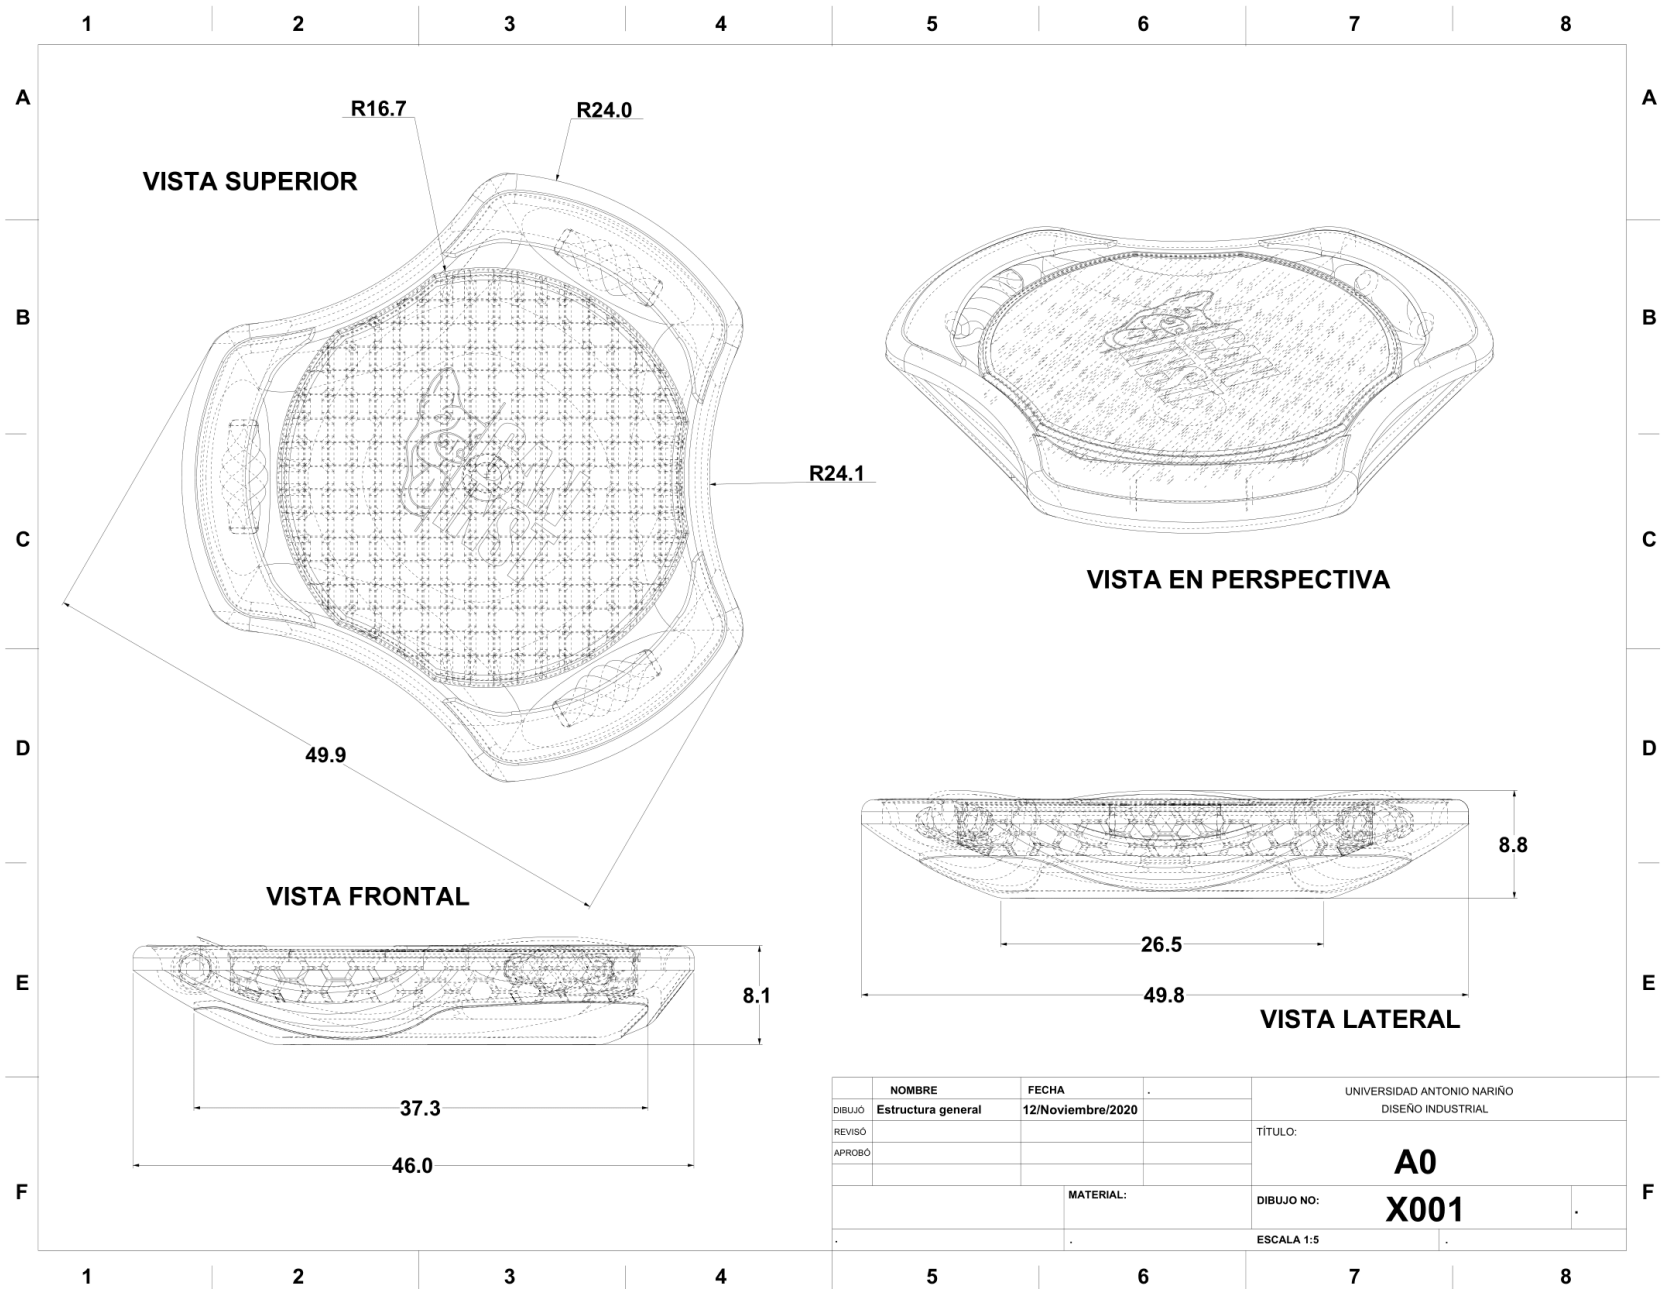 1 2 3 4 5 6 7 8
A A
R16.7 R24.0
VISTA SUPERIOR
B B
R24.1
C C
VISTA EN PERSPECTIVA
D D
49.9
8.8
VISTA FRONTAL
26.5
E E
8.1
49.8
VISTA LATERAL
37.3
46.0
NOMBRE FECHA .
UNIVERSIDAD ANTONIO NARIÑO
DISEÑO INDUSTRIAL
DIBUJÓ Estructura general 12/Noviembre/2020
REVISÓ
TÍTULO:
APROBÓ
A0
F F
MATERIAL:
DIBUJO NO: X001 .
. . ESCALA 1:5 .
1 2 3 4 5 6 7 8